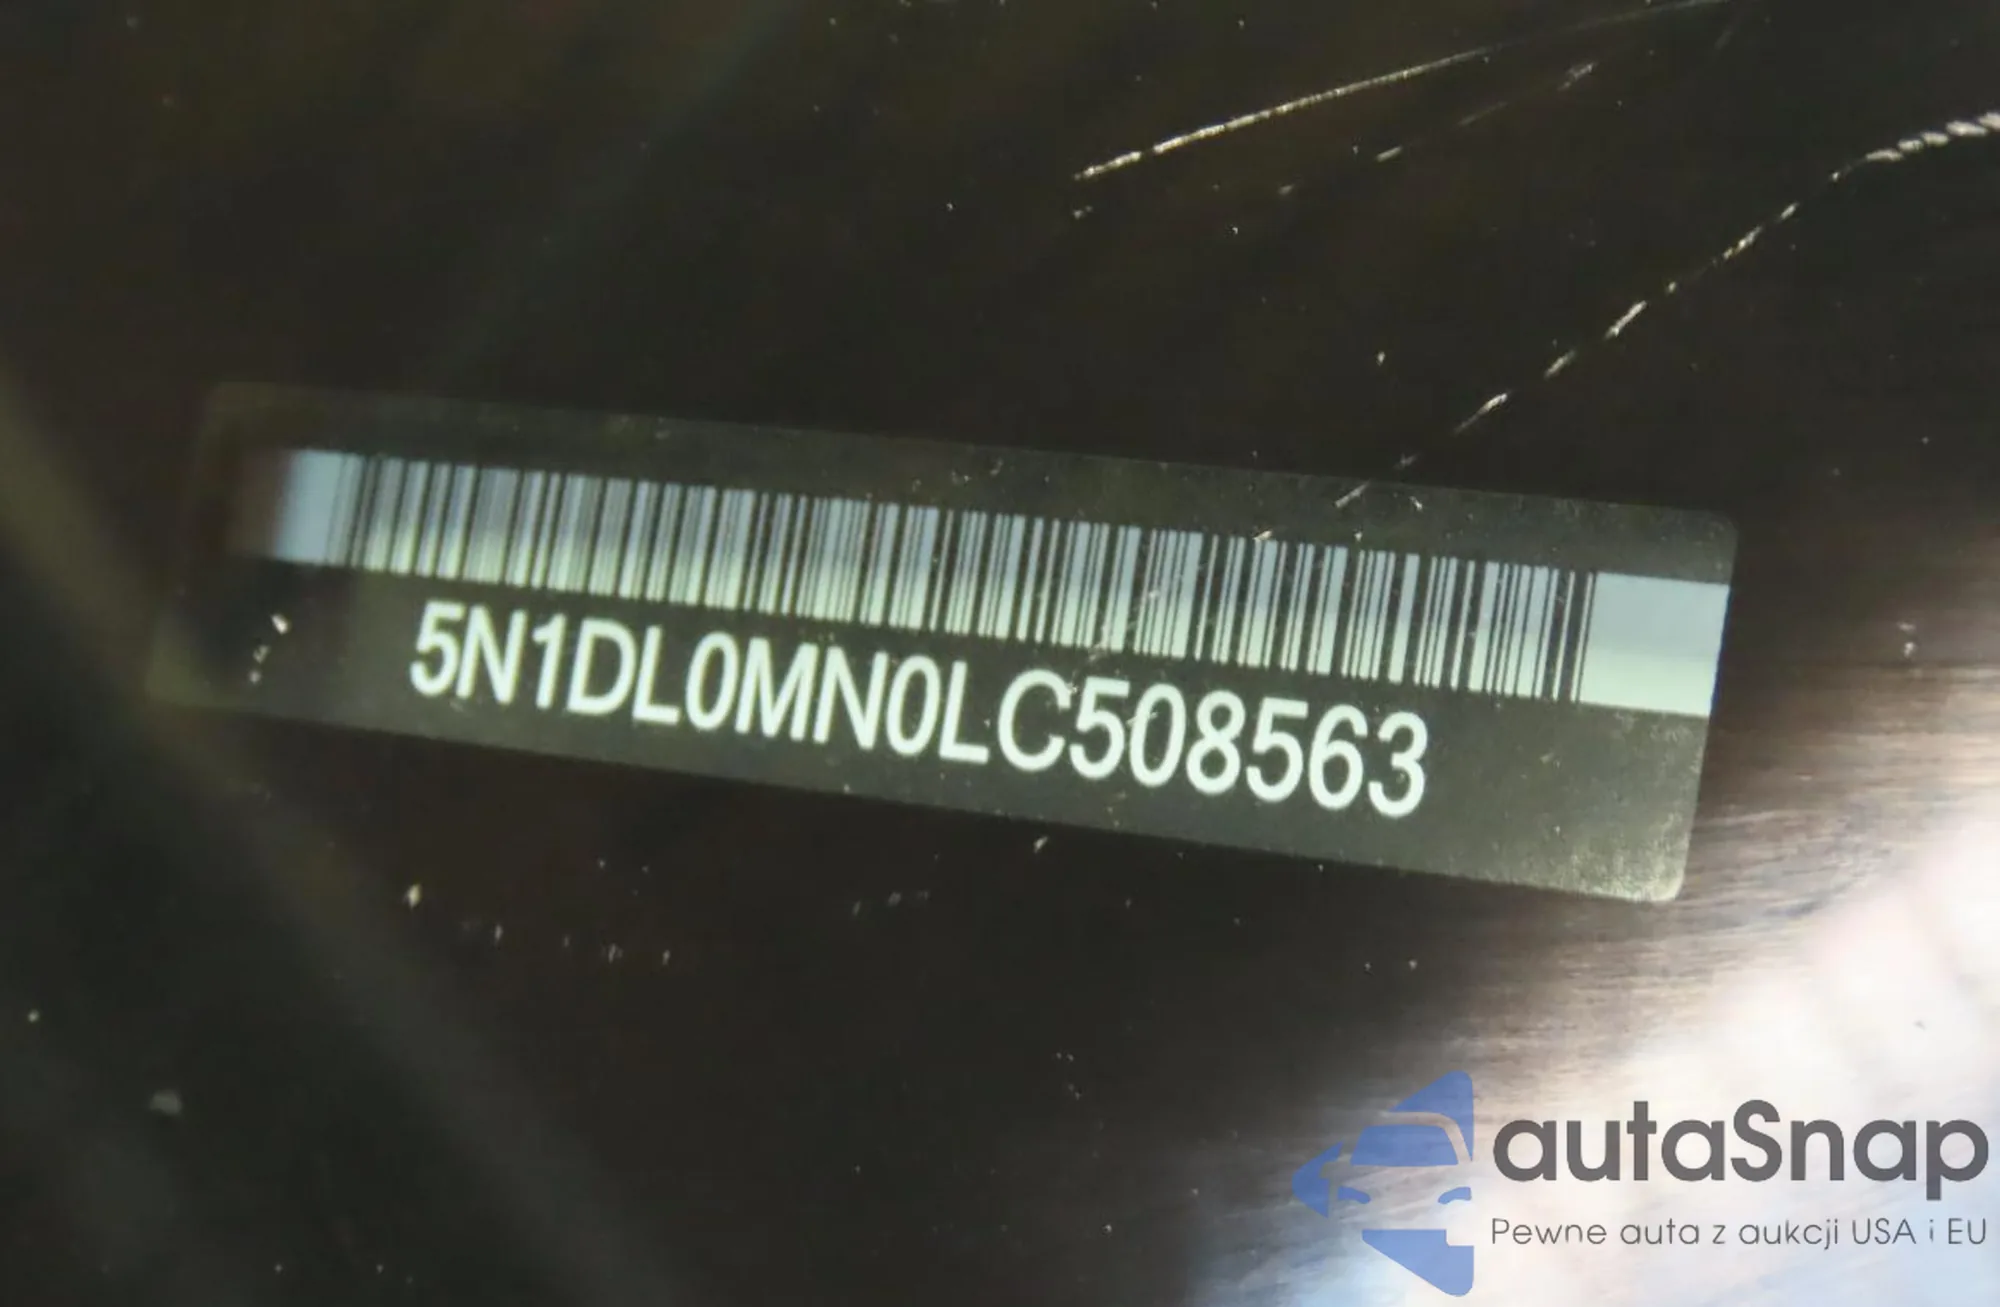 5N1DL0MN0LC508563
autaSnap
Pewne auta z aukcji USA i EU